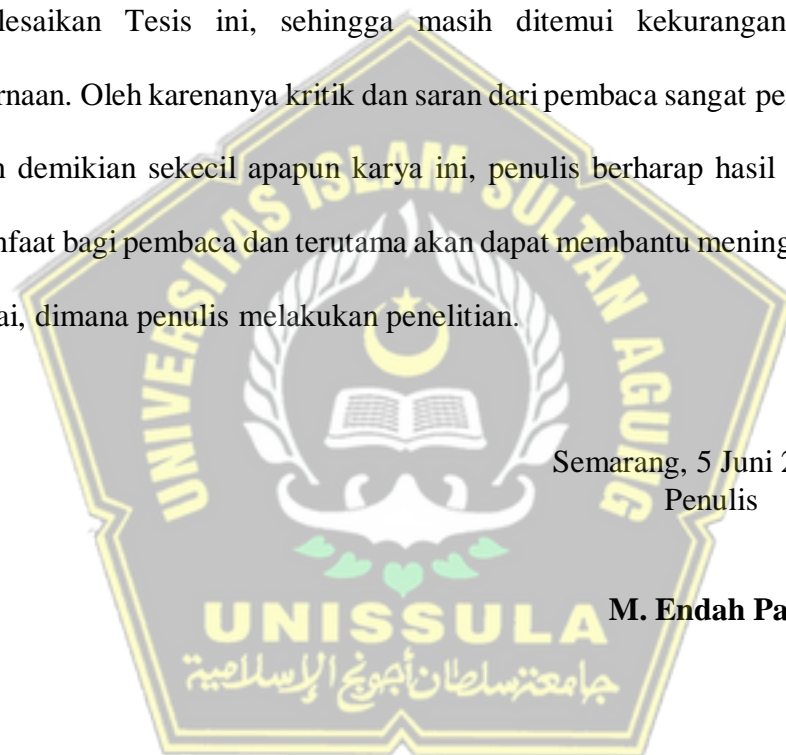 lesaikan Tesis ini, sehingga masih ditemui kekurangan
rnaan. Oleh karenanya kritik dan saran dari pembaca sangat pe
n demikian sekecil apapun karya ini, penulis berharap hasil
nfaat bagi pembaca dan terutama akan dapat membantu mening
ai, dimana penulis melakukan penelitian.
UNIVERSITAS ISLAM SULTAN AGUNG
Semarang, 5 Juni 2
Penulis
M. Endah Pa
UNISSULA
جامعتنسلطان أجونج الإسلامية